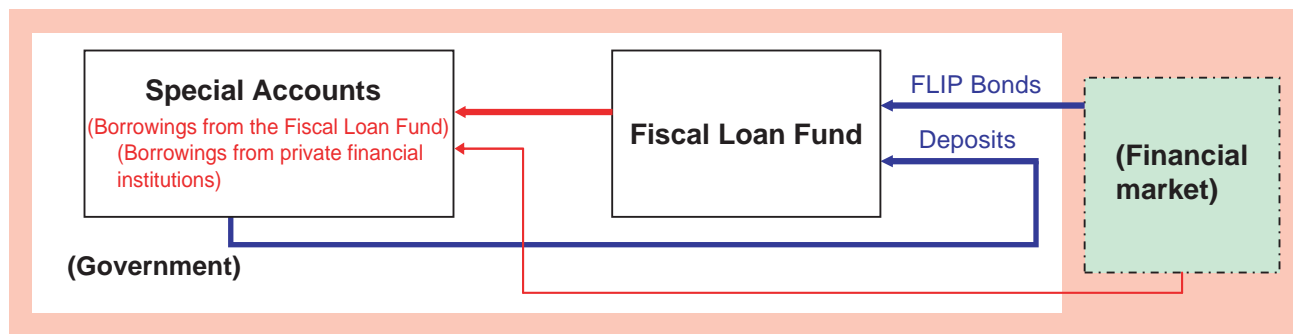 Special Accounts
(Borrowings from the Fiscal Loan Fund)
(Borrowings from private financial
institutions)
Fiscal Loan Fund
FLIP Bonds
Deposits
(Financial
market)
(Government)